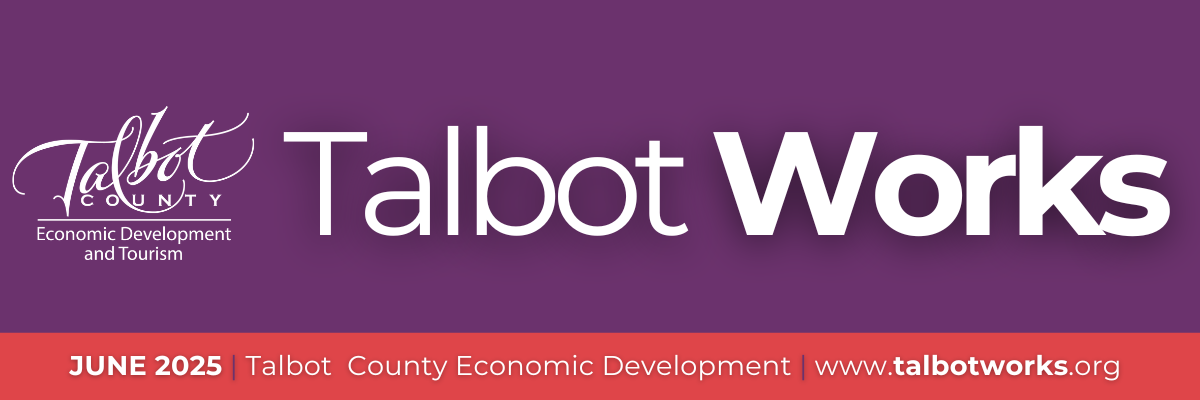 Talbot
COUNTY
Economic Development
and Tourism
Talbot Works
JUNE 2025 | Talbot  County Economic Development | www.talbotworks.org